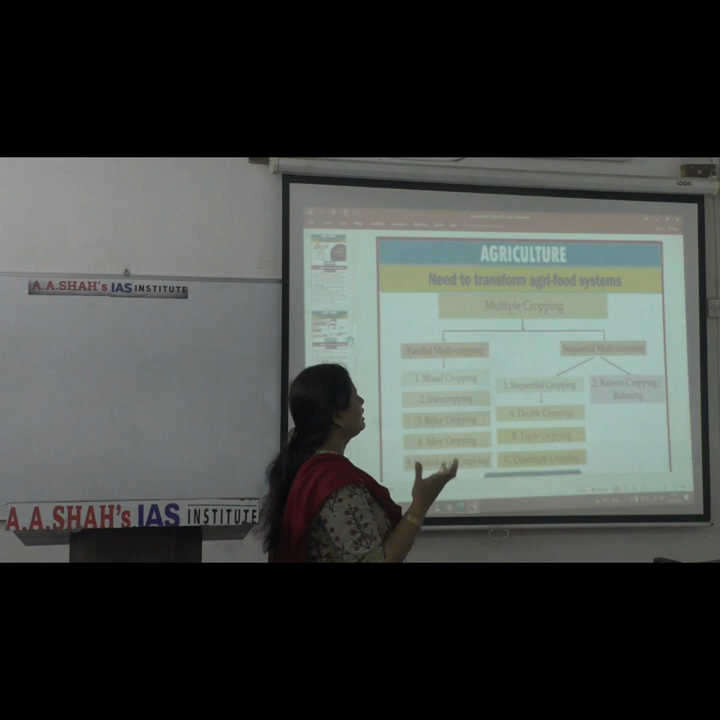 LOGIC
A.A.SHAH's IAS INSTITUTE
AGRICULTURE
Need to transform agri-food systems
Multiple Cropping
Parallel Multi-cropping
Sequential Multi-cropping
1. Mixed Cropping
2. Intercropping
3. Relay Cropping
4. Alley Cropping
Cropping
1. Sequential Cropping
A. Double Cropping
B. Triple Cropping
C. Quadruple Cropping
2. Ratoon Cropping/
Ratooning
A.A.SHAH's IAS INSTITUTE